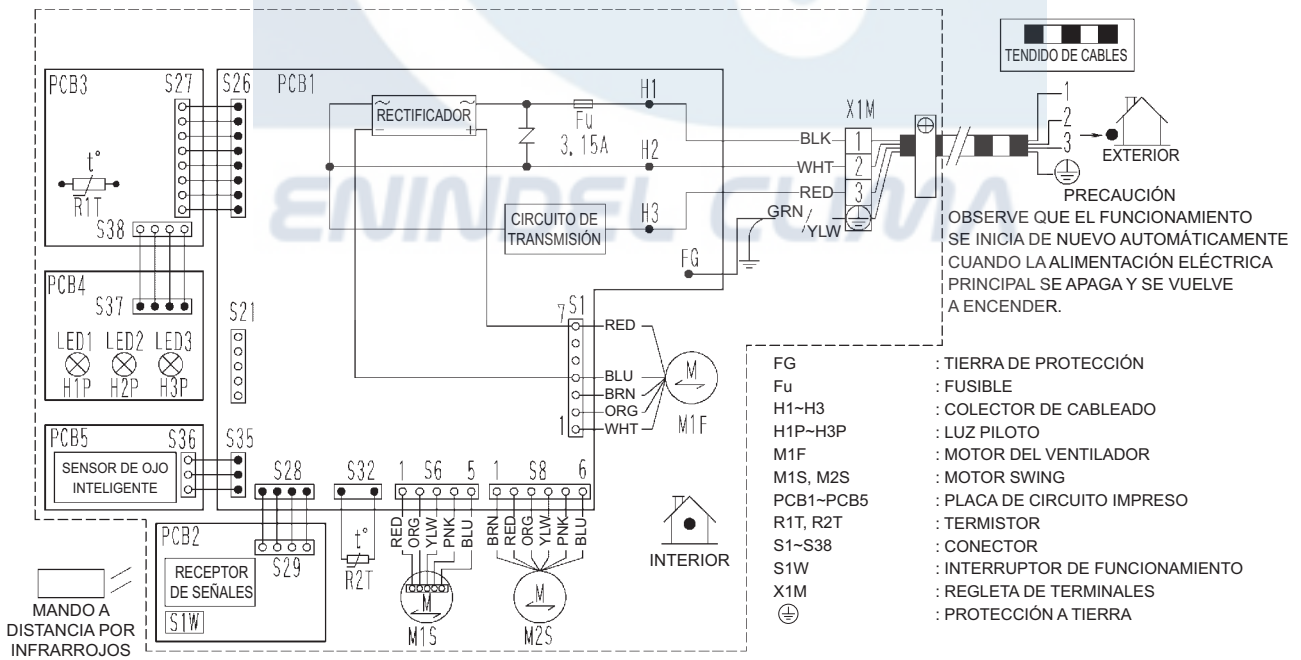 TENDIDO DE CABLES
1
2
3
EXTERIOR
PRECAUCIÓN
OBSERVE QUE EL FUNCIONAMIENTO
SE INICIA DE NUEVO AUTOMÁTICAMENTE
CUANDO LA ALIMENTACIÓN ELÉCTRICA
PRINCIPAL SE APAGA Y SE VUELVE
A ENCENDER.
PCB3
S27
S26
PCB1
t°
R1T
S38
RECTIFICADOR
~
~
−
+
Fu
3,15A
H1
H2
H3
CIRCUITO DE
TRANSMISIÓN
FG
X1M
BLK
1
WHT
2
RED
3
GRN
/YLW
ENINDEL CLIMA
PCB4
S37
LED1 LED2 LED3
H1P H2P H3P
S21
7
S1
RED
BLU
BRN
ORG
1
WHT
M
M1F
PCB5
S36
S35
SENSOR DE OJO
INTELIGENTE
S28
S32
1 S6 5
1 S8 6
RED
ORG
YLW
PNK
BLU
BRN
RED
ORG
YLW
PNK
BLU
PCB2
S29
RECEPTOR
DE SEÑALES
S1W
t°
R2T
M
M1S
M
M2S
INTERIOR
MANDO A
DISTANCIA POR
INFRARROJOS
FG : TIERRA DE PROTECCIÓN
Fu : FUSIBLE
H1~H3 : COLECTOR DE CABLEADO
H1P~H3P : LUZ PILOTO
M1F : MOTOR DEL VENTILADOR
M1S, M2S : MOTOR SWING
PCB1~PCB5 : PLACA DE CIRCUITO IMPRESO
R1T, R2T : TERMISTOR
S1~S38 : CONECTOR
S1W : INTERRUPTOR DE FUNCIONAMIENTO
X1M : REGLETA DE TERMINALES
: PROTECCIÓN A TIERRA